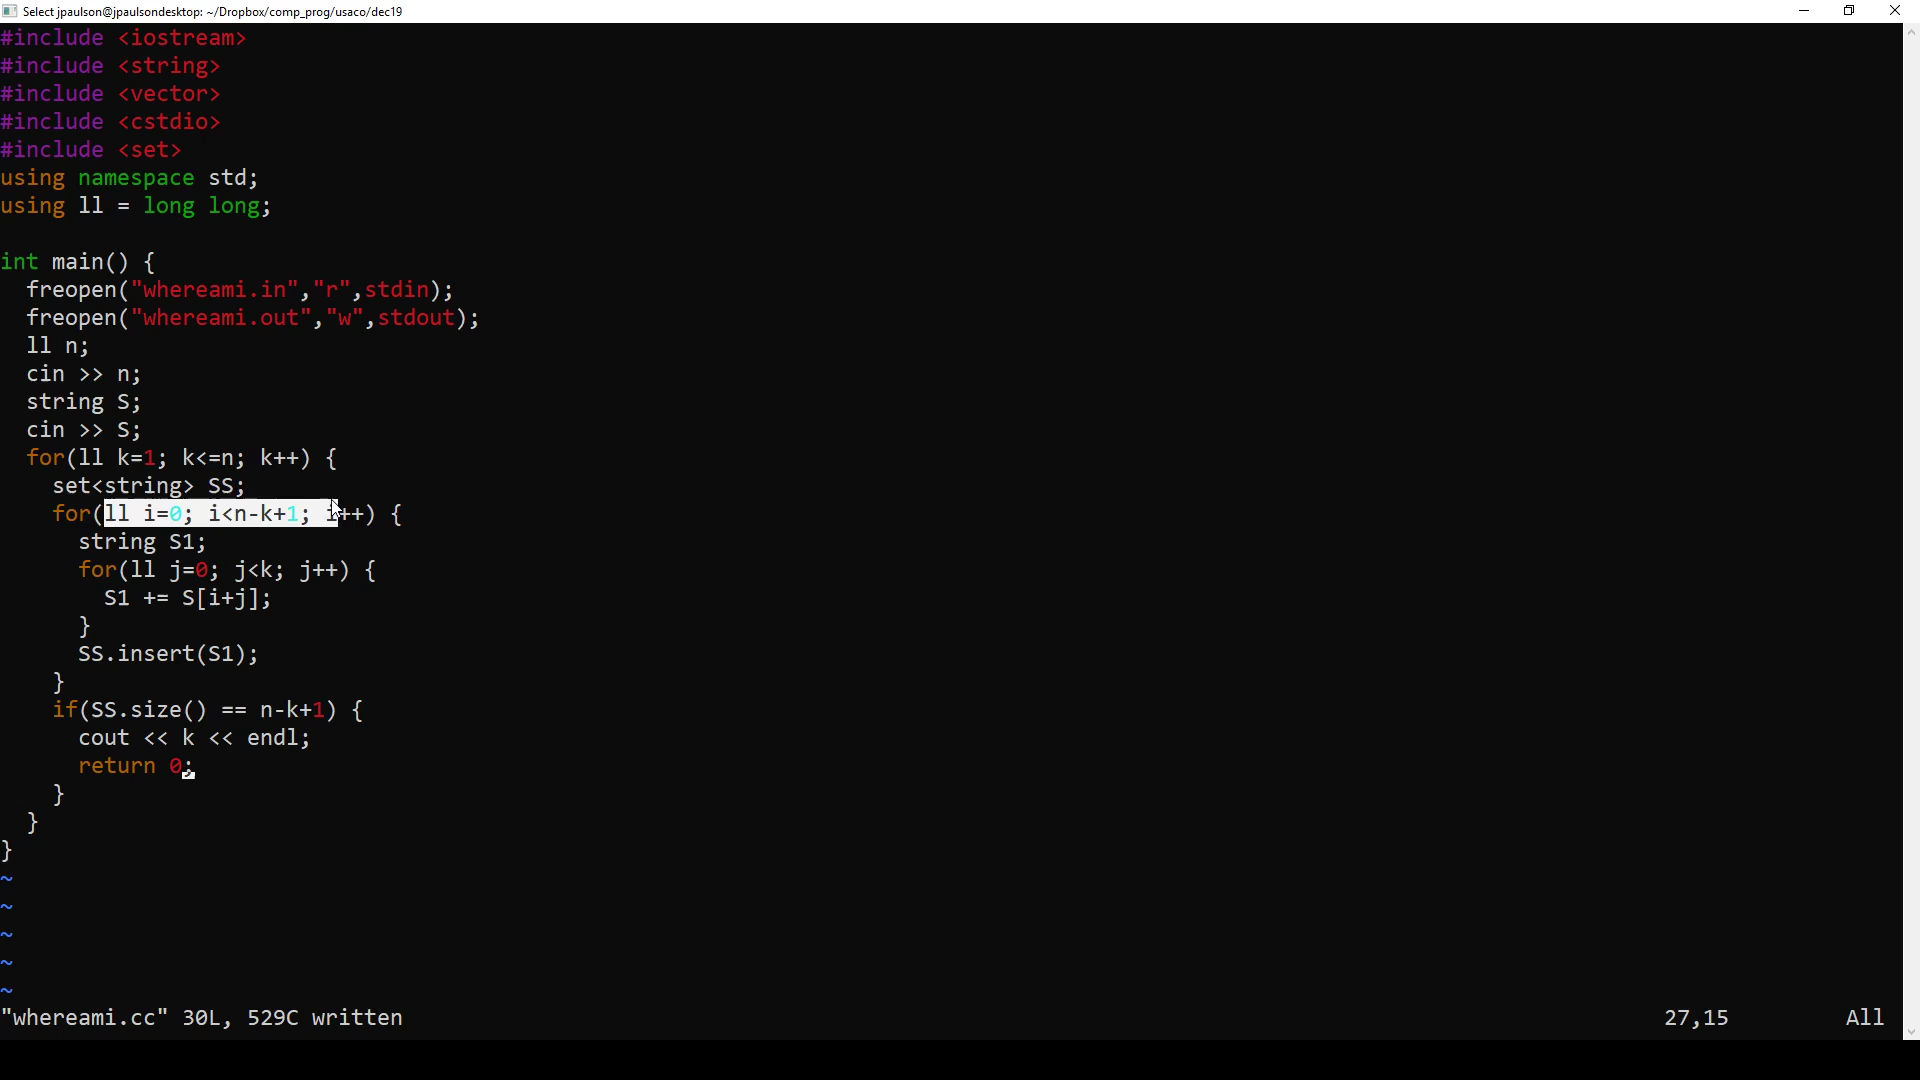 Select jpaulson@jpaulsondesktop: ~/Dropbox/comp_prog/usaco/dec19
#include <iostream>
#include <string>
#include <vector>
#include <cstdio>
#include <set>
using namespace std;
using ll = long long;

int main() {
  freopen("whereami.in","r",stdin);
  freopen("whereami.out","w",stdout);
  ll n;
  cin >> n;
  string S;
  cin >> S;
  for(ll k=1; k<=n; k++) {
    set<string> SS;
    for(ll i=0; i<n-k+1; i++) {
      string S1;
      for(ll j=0; j<k; j++) {
        S1 += S[i+j];
      }
      SS.insert(S1);
    }
    if(SS.size() == n-k+1) {
      cout << k << endl;
      return 0;
    }
  }
}
~
~
~
~
~
"whereami.cc" 30L, 529C written 27,15 All